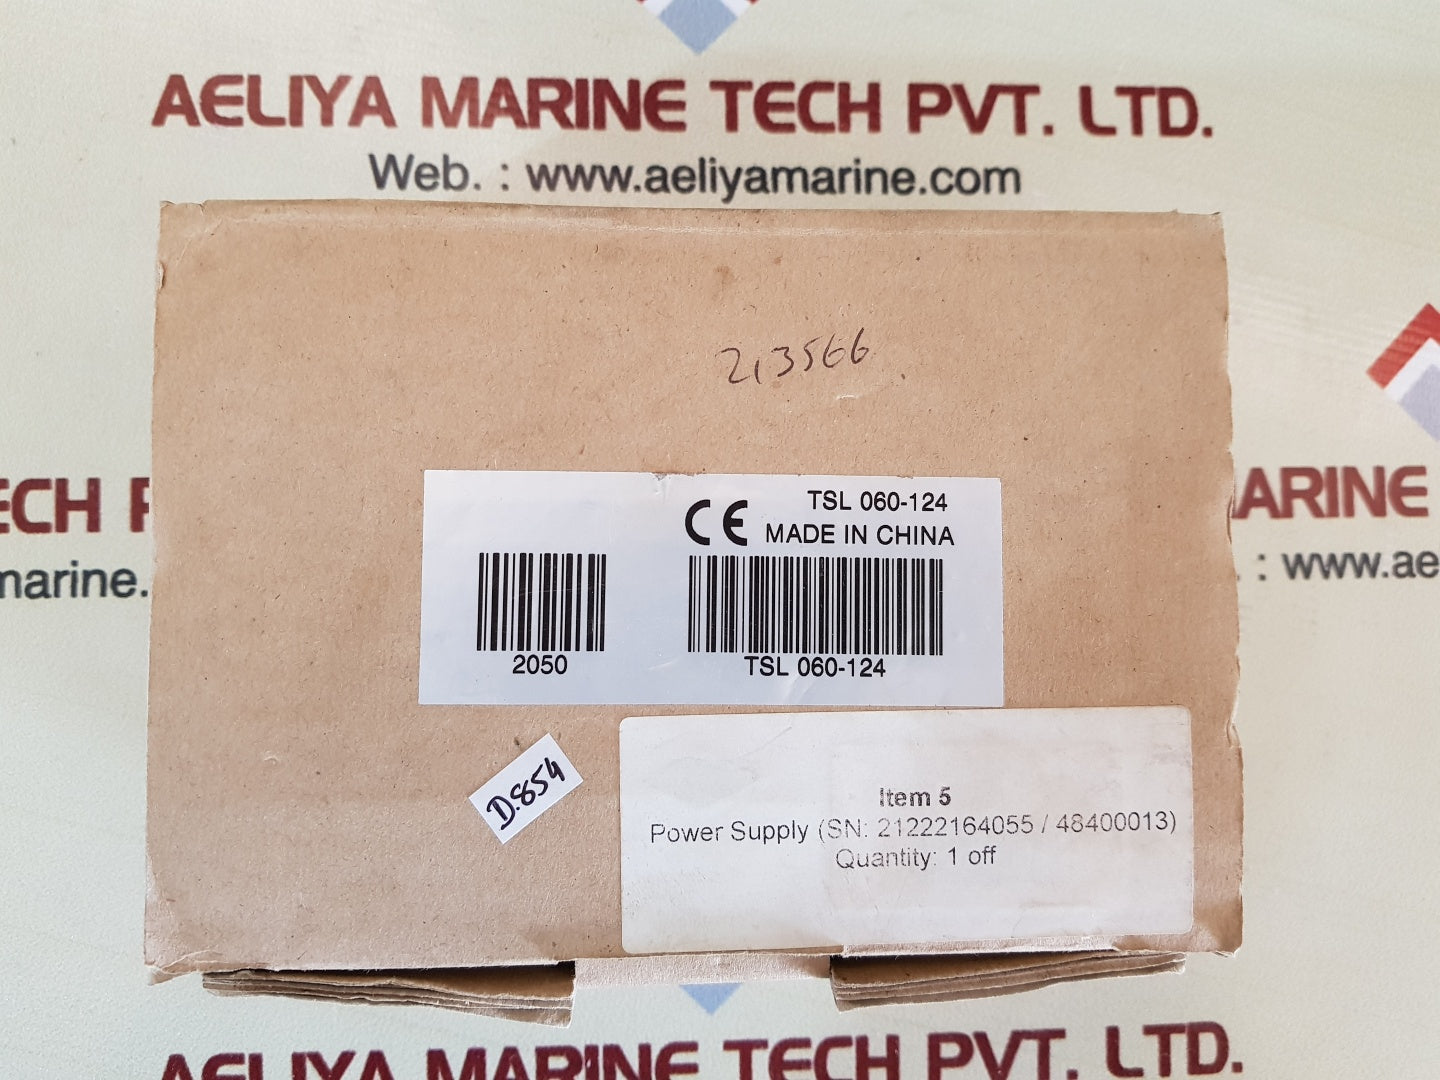 AELIYA MARINE TECH PVT. LTD.
Web. : www.aeliyamarine.com
213566
ECH
ARINE
marine.
: www.ae
TSL 060-124
CE MADE IN CHINA
2050
TSL 060-124
D.854
Item 5
Power Supply (SN: 21222164055 / 48400013)
Quantity: 1 off
AELIYA MARINE TECH PVT. LTD.